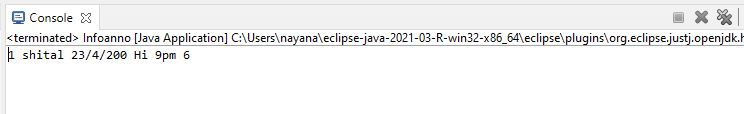 Console
<terminated> Infoanno [Java Application] C:\Users\nayana\eclipse-java-2021-03-R-win32-x86_64\eclipse\plugins\org.eclipse.justj.openjdk.h
1 shital 23/4/200 Hi 9pm 6